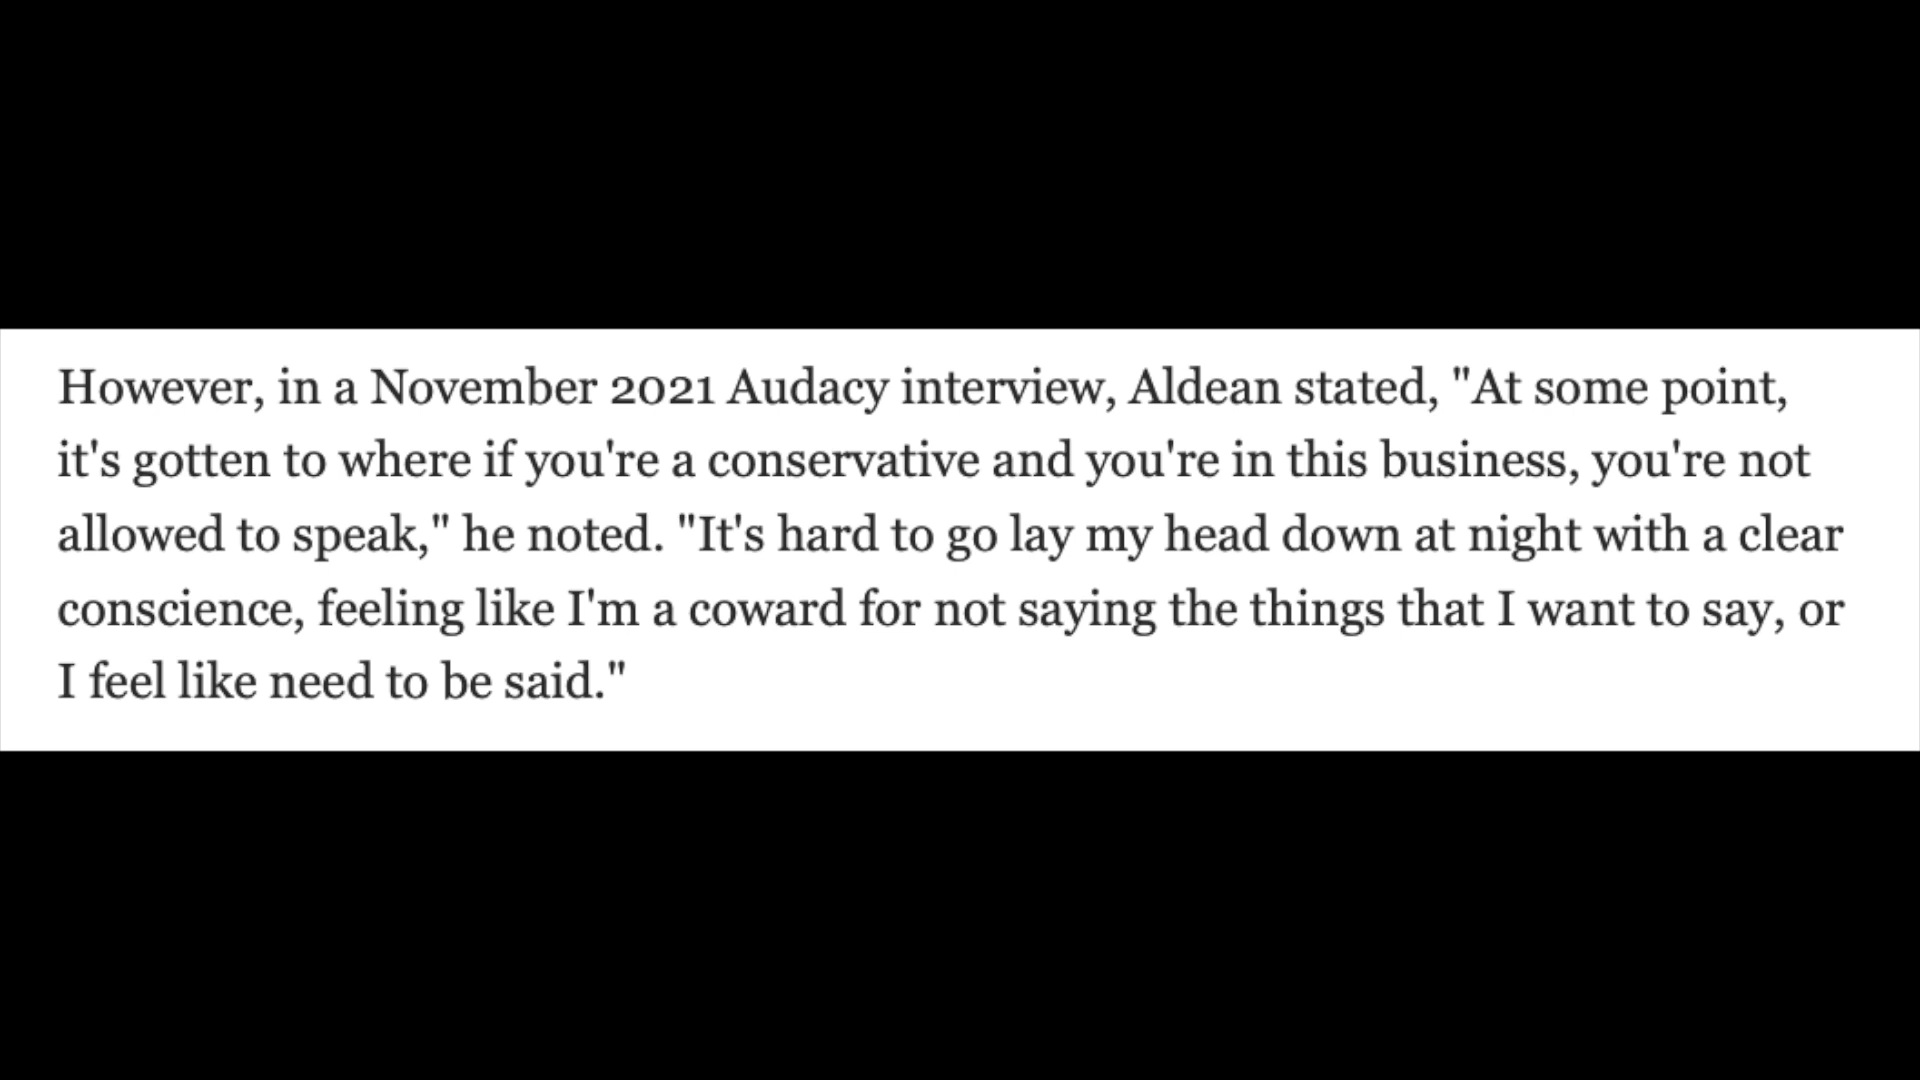 However, in a November 2021 Audacy interview, Aldean stated, "At some point,
it's gotten to where if you're a conservative and you're in this business, you're not
allowed to speak," he noted. "It's hard to go lay my head down at night with a clear
conscience, feeling like I'm a coward for not saying the things that I want to say, or
I feel like need to be said."